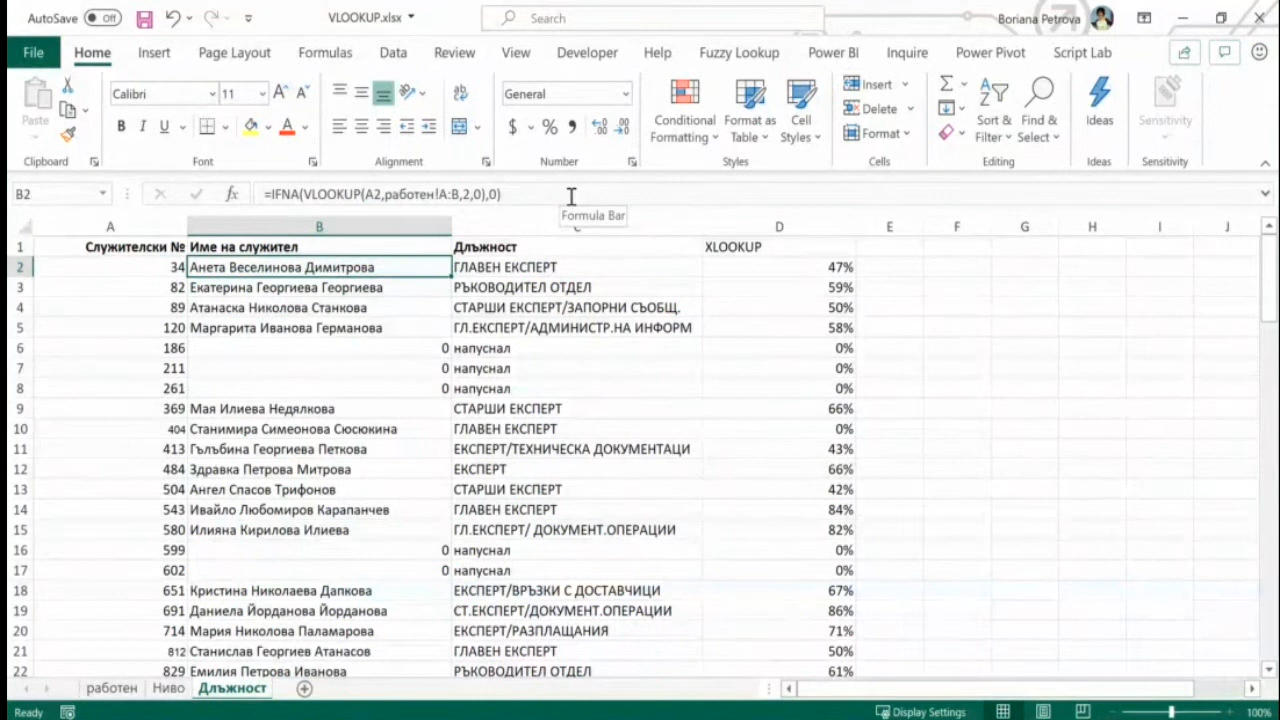 AutoSave Off VLOOKUP.xlsx Search Boriana Petrova
File Home Insert Page Layout Formulas Data Review View Developer Help Fuzzy Lookup Power BI Inquire Power Pivot Script Lab
Calibri 11 General Insert
Paste B I U Delete Conditional Formatting Format as Table Cell Styles Format Sort & Filter Find & Select Ideas Sensitivity
Clipboard Font Alignment Number Styles Cells Editing Ideas Sensitivity
B2 fx =IFNA(VLOOKUP(A2,работен!A:B,2,0),0)
Formula Bar
A B C D E F G H I J
1 Служителски № Име на служител Длъжност XLOOKUP
2 34 Анета Веселинова Димитрова ГЛАВЕН ЕКСПЕРТ 47%
3 82 Екатерина Георгиева Георгиева РЪКОВОДИТЕЛ ОТДЕЛ 59%
4 89 Атанаска Николова Станкова СТАРШИ ЕКСПЕРТ/ЗАПОРНИ СЪОБЩ. 50%
5 120 Маргарита Иванова Германова ГЛ.ЕКСПЕРТ/АДМИНИСТР.НА ИНФОРМ 58%
6 186 0 напуснал 0%
7 211 0 напуснал 0%
8 261 0 напуснал 0%
9 369 Мая Илиева Недялкова СТАРШИ ЕКСПЕРТ 66%
10 404 Станимира Симеонова Сюсюкина ГЛАВЕН ЕКСПЕРТ 0%
11 413 Гълъбина Георгиева Петкова ЕКСПЕРТ/ТЕХНИЧЕСКА ДОКУМЕНТАЦИ 43%
12 484 Здравка Петрова Митрова ЕКСПЕРТ 66%
13 504 Ангел Спасов Трифонов СТАРШИ ЕКСПЕРТ 42%
14 543 Ивайло Любомиров Карапанчев ГЛАВЕН ЕКСПЕРТ 84%
15 580 Илияна Кирилова Илиева ГЛ.ЕКСПЕРТ/ ДОКУМЕНТ.ОПЕРАЦИИ 82%
16 599 0 напуснал 0%
17 602 0 напуснал 0%
18 651 Кристина Николаева Дапкова ЕКСПЕРТ/ВРЪЗКИ С ДОСТАВЧИЦИ 67%
19 691 Даниела Йорданова Йорданова СТ.ЕКСПЕРТ/ДОКУМЕНТ.ОПЕРАЦИИ 86%
20 714 Мария Николова Паламарова ЕКСПЕРТ/РАЗПЛАЩАНИЯ 71%
21 812 Станислав Георгиев Атанасов ГЛАВЕН ЕКСПЕРТ 50%
22 829 Емилия Петрова Иванова РЪКОВОДИТЕЛ ОТДЕЛ 61%
работен Ниво Длъжност
Ready Display Settings 100%